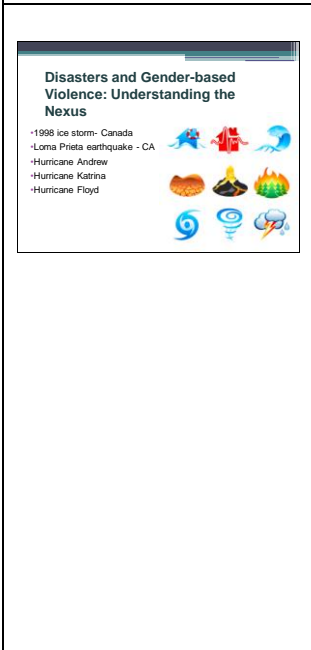 Disasters and Gender-based
Violence: Understanding the
Nexus
•1998 ice storm- Canada
•Loma Prieta earthquake - CA
•Hurricane Andrew
•Hurricane Katrina
•Hurricane Floyd